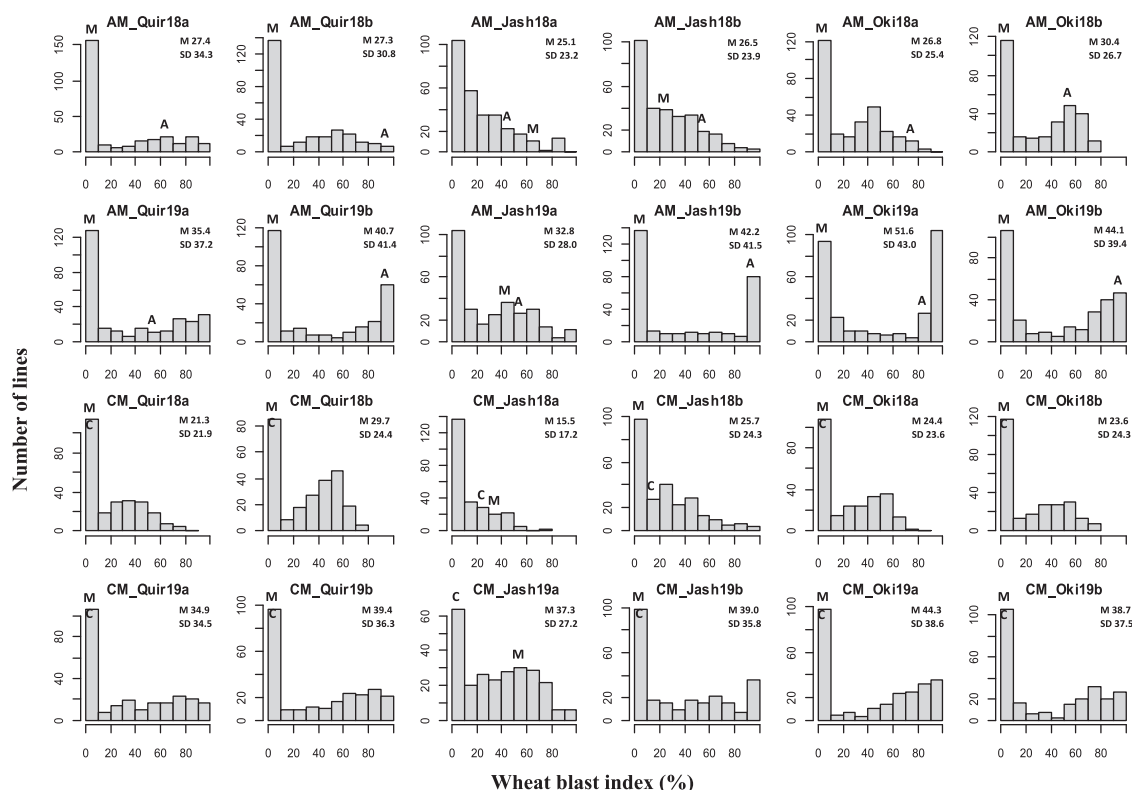 Number of lines
AM_Quir18a
M
M 27.4
SD 34.3
A
150
100
50
0
0 20 40 60 80
AM_Quir18b
M
M 27.3
SD 30.8
A
120
80
40
0
0 20 40 60 80
AM_Jash18a
M 25.1
SD 23.2
A
M
100
60
20
0
0 20 40 60 80
AM_Jash18b
M 26.5
SD 23.9
M
A
100
60
20
0
0 20 40 60 80
AM_Oki18a
M
M 26.8
SD 25.4
A
120
80
40
0
0 20 40 60 80
AM_Oki18b
M
M 30.4
SD 26.7
A
80
40
0
0 20 40 60 80
AM_Quir19a
M
M 35.4
SD 37.2
A
120
80
40
0
0 20 40 60 80
AM_Quir19b
M
M 40.7
SD 41.4
A
120
80
40
0
0 20 40 60 80
AM_Jash19a
M 32.8
SD 28.0
M
A
100
60
20
0
0 20 40 60 80
AM_Jash19b
M
M 42.2
SD 41.5
A
120
80
40
0
0 20 40 60 80
AM_Oki19a
M
M 51.6
SD 43.0
A
100
60
20
0
0 20 40 60 80
AM_Oki19b
M
M 44.1
SD 39.4
A
100
60
20
0
0 20 40 60 80
CM_Quir18a
M
C
M 21.3
SD 21.9
100
60
20
0
0 20 40 60 80
CM_Quir18b
M
C
M 29.7
SD 24.4
80
60
40
20
0
0 20 40 60 80
CM_Jash18a
M 15.5
SD 17.2
C
M
120
80
40
0
0 20 40 60 80
CM_Jash18b
M
M 25.7
SD 24.3
C
100
60
20
0
0 20 40 60 80
CM_Oki18a
M
C
M 24.4
SD 23.6
100
60
20
0
0 20 40 60 80
CM_Oki18b
M
C
M 23.6
SD 24.3
80
40
0
0 20 40 60 80
CM_Quir19a
M
C
M 34.9
SD 34.5
80
40
0
0 20 40 60 80
CM_Quir19b
M
C
M 39.4
SD 36.3
100
60
20
0
0 20 40 60 80
CM_Jash19a
C
M 37.3
SD 27.2
M
60
40
20
0
0 20 40 60 80
CM_Jash19b
M
C
M 39.0
SD 35.8
100
60
20
0
0 20 40 60 80
CM_Oki19a
M
C
M 44.3
SD 38.6
100
60
20
0
0 20 40 60 80
CM_Oki19b
M
C
M 38.7
SD 37.5
100
60
20
0
0 20 40 60 80
Wheat blast index (%)